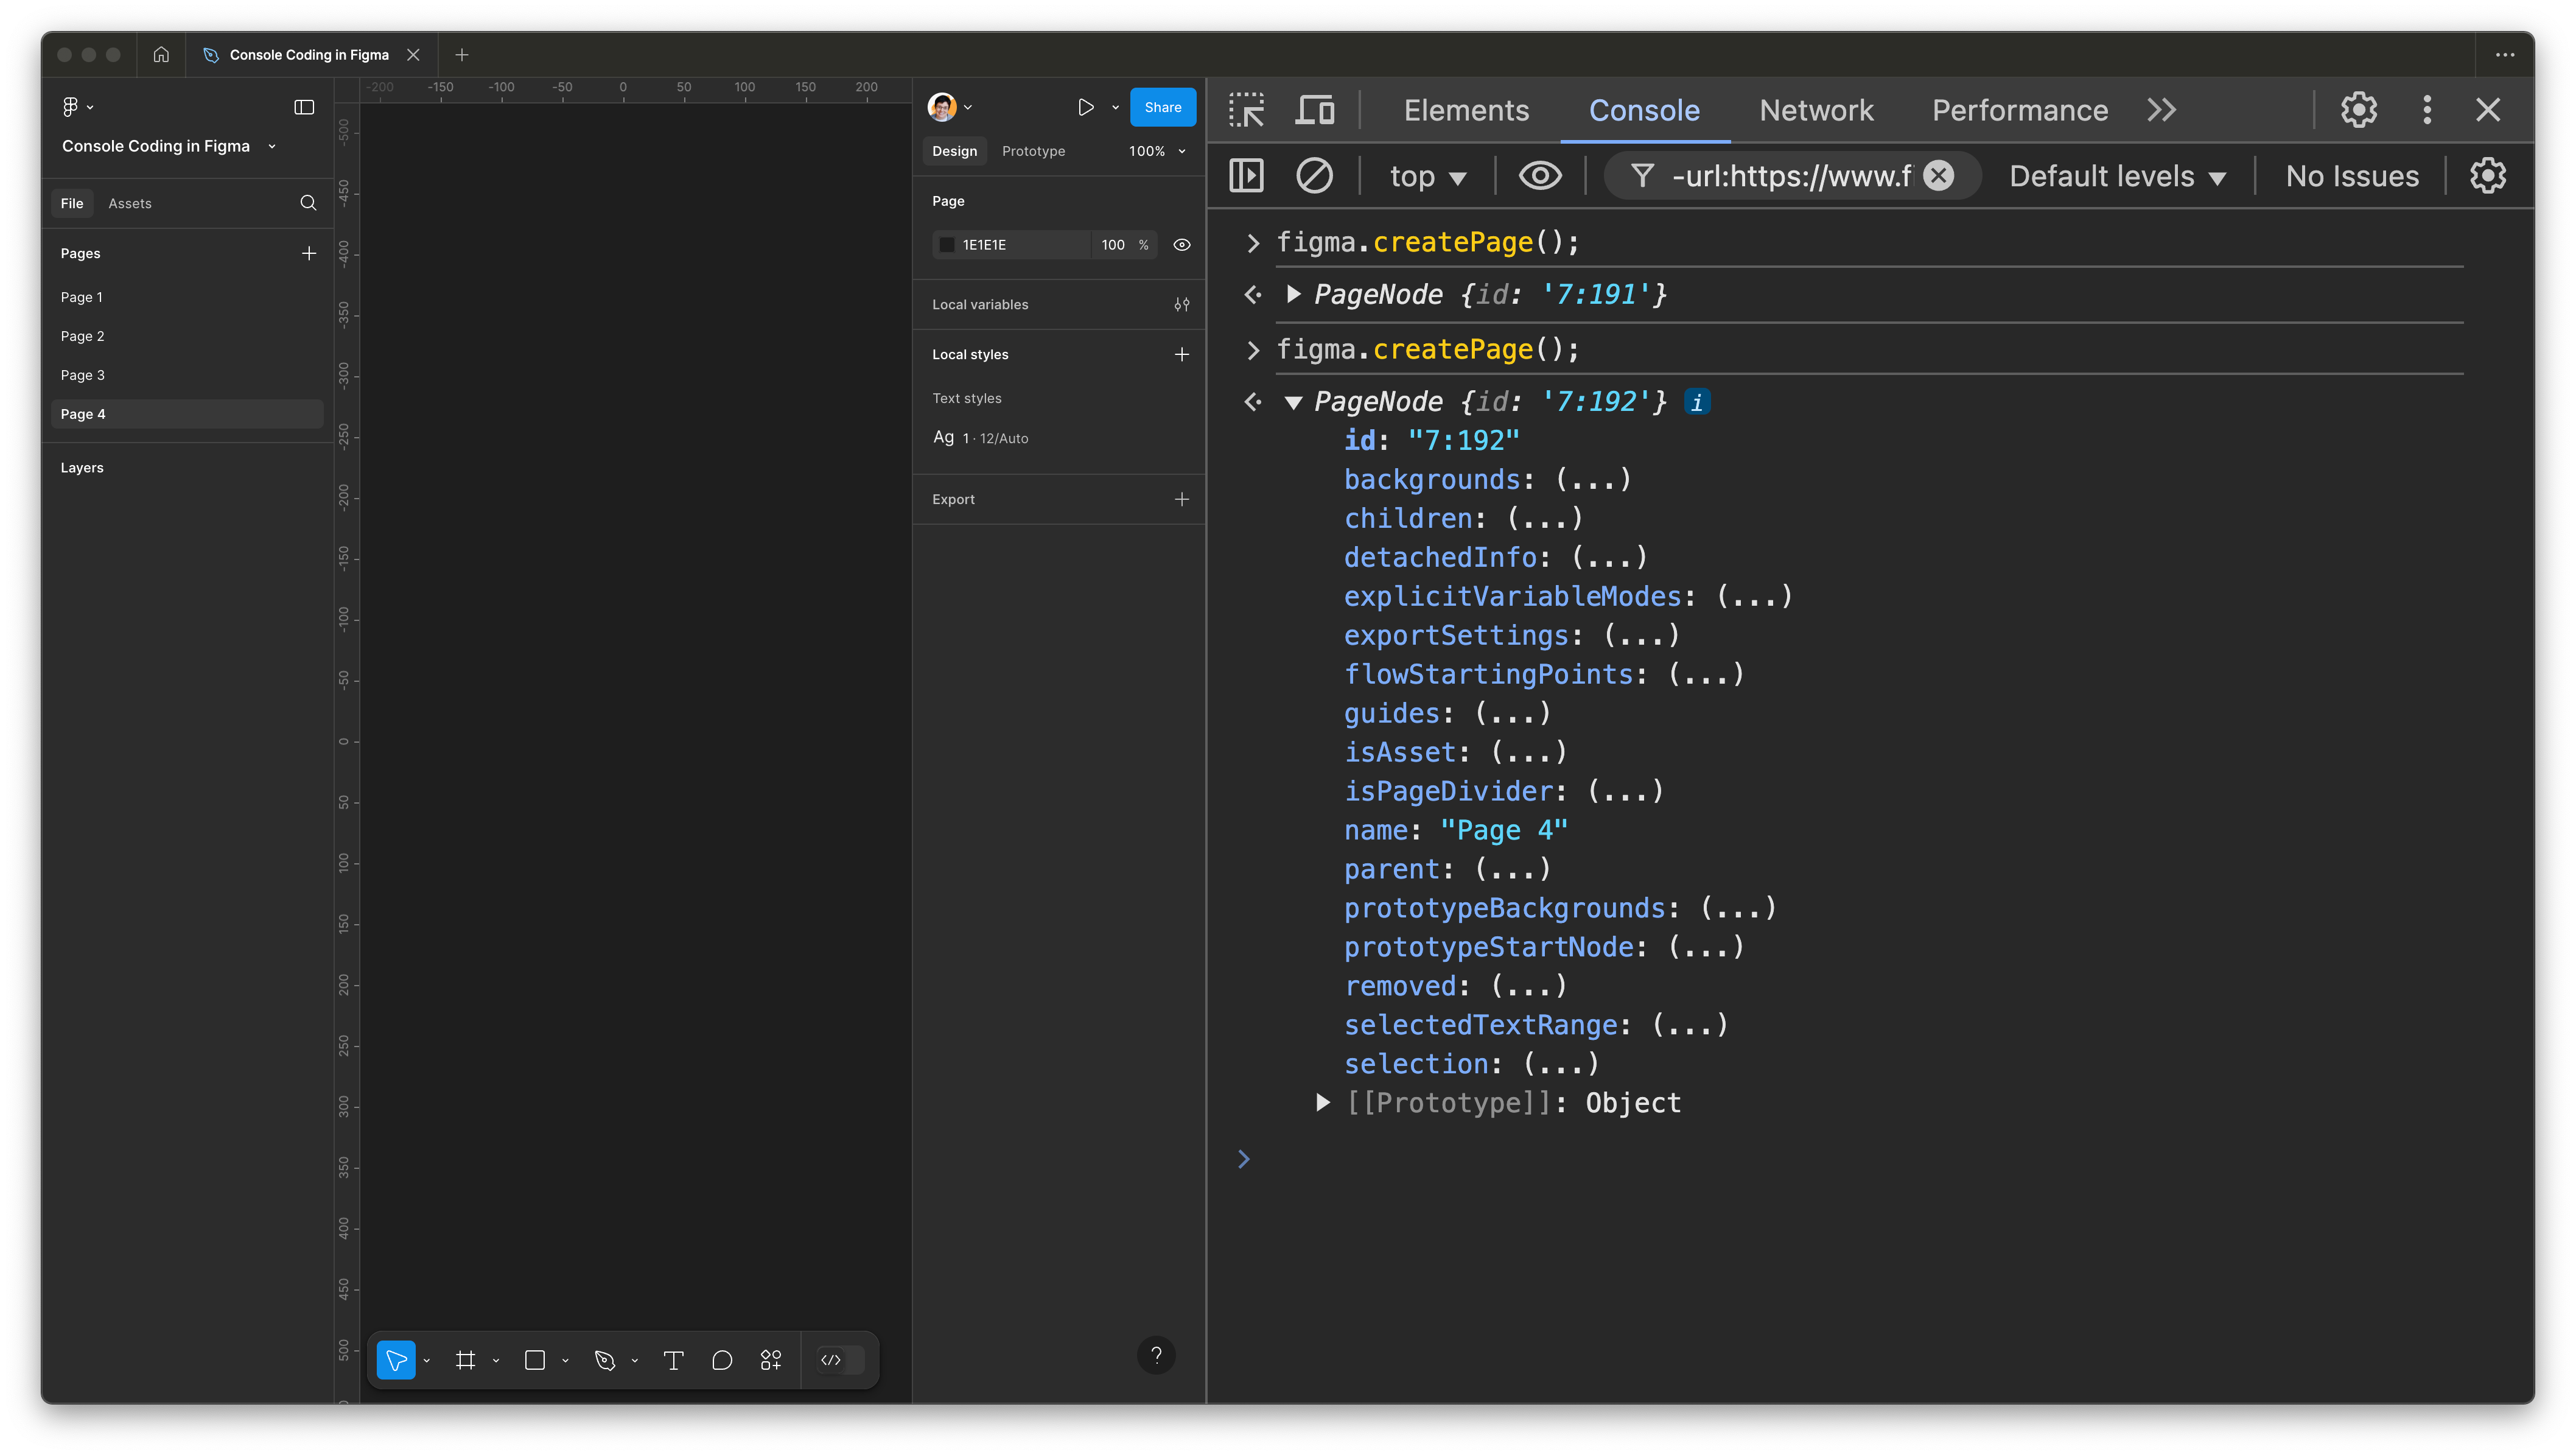 Console Coding in Figma
Console Coding in Figma
File
Assets
Pages
Page 1
Page 2
Page 3
Page 4
Layers
-200 -150 -100 -50 0 50 100 150 200
-500
-450
-400
-350
-300
-250
-200
-150
-100
-50
0
50
100
150
200
250
300
350
400
450
500
Share
Design
Prototype
100%
Page
1E1E1E
100 %
Local variables
Local styles
Text styles
Ag 1 · 12/Auto
Export
?
Elements
Console
Network
Performance
top
-url:https://www.f
Default levels
No Issues
figma.createPage();
PageNode {id: '7:191'}
figma.createPage();
PageNode {id: '7:192'} i
id: "7:192"
backgrounds: (...)
children: (...)
detachedInfo: (...)
explicitVariableModes: (...)
exportSettings: (...)
flowStartingPoints: (...)
guides: (...)
isAsset: (...)
isPageDivider: (...)
name: "Page 4"
parent: (...)
prototypeBackgrounds: (...)
prototypeStartNode: (...)
removed: (...)
selectedTextRange: (...)
selection: (...)
[[Prototype]]: Object